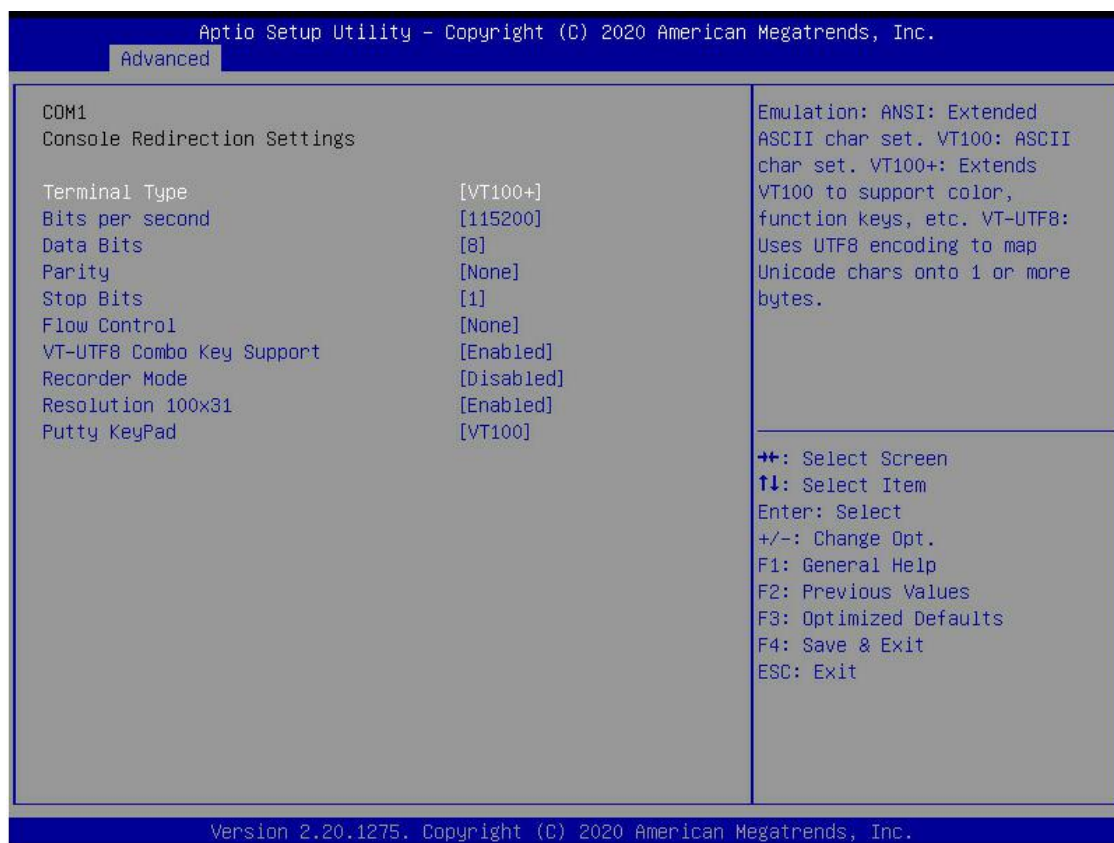 Aptio Setup Utility – Copyright (C) 2020 American Megatrends, Inc.
Advanced
COM1
Console Redirection Settings
Terminal Type [VT100+]
Bits per second [115200]
Data Bits [8]
Parity [None]
Stop Bits [1]
Flow Control [None]
VT-UTF8 Combo Key Support [Enabled]
Recorder Mode [Disabled]
Resolution 100x31 [Enabled]
Putty KeyPad [VT100]
Emulation: ANSI: Extended
ASCII char set. VT100: ASCII
char set. VT100+: Extends
VT100 to support color,
function keys, etc. VT-UTF8:
Uses UTF8 encoding to map
Unicode chars onto 1 or more
bytes.
→←: Select Screen
↑↓: Select Item
Enter: Select
+/-: Change Opt.
F1: General Help
F2: Previous Values
F3: Optimized Defaults
F4: Save & Exit
ESC: Exit
Version 2.20.1275. Copyright (C) 2020 American Megatrends, Inc.